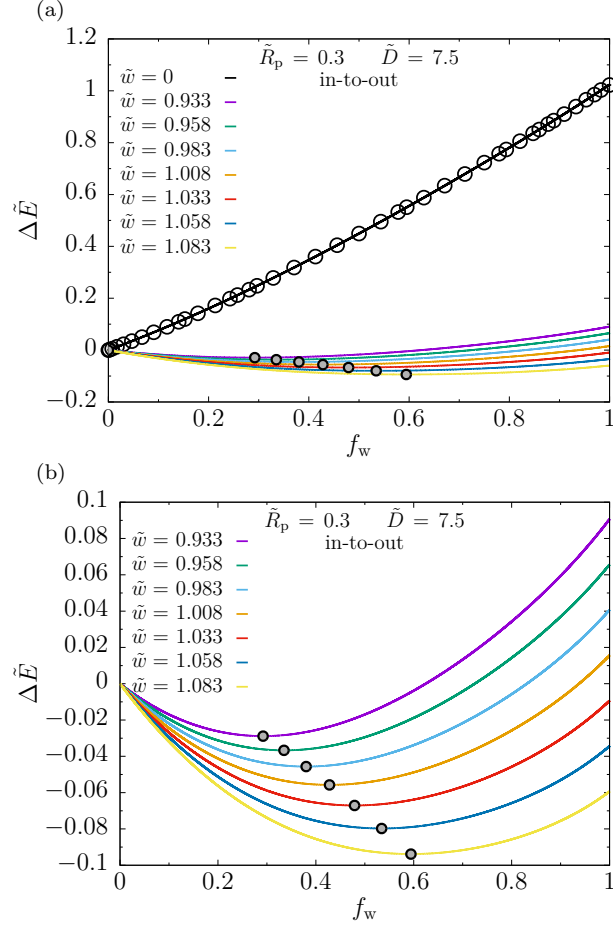 (a)
1.2
R̃p = 0.3 D̃ = 7.5
in-to-out
w̃ = 0
w̃ = 0.933
w̃ = 0.958
w̃ = 0.983
w̃ = 1.008
w̃ = 1.033
w̃ = 1.058
w̃ = 1.083
1
0.8
0.6
0.4
0.2
0
−0.2
ΔẼ
0 0.2 0.4 0.6 0.8 1
fw
(b)
0.1
R̃p = 0.3 D̃ = 7.5
in-to-out
w̃ = 0.933
w̃ = 0.958
w̃ = 0.983
w̃ = 1.008
w̃ = 1.033
w̃ = 1.058
w̃ = 1.083
0.08
0.06
0.04
0.02
0
−0.02
−0.04
−0.06
−0.08
−0.1
ΔẼ
0 0.2 0.4 0.6 0.8 1
fw